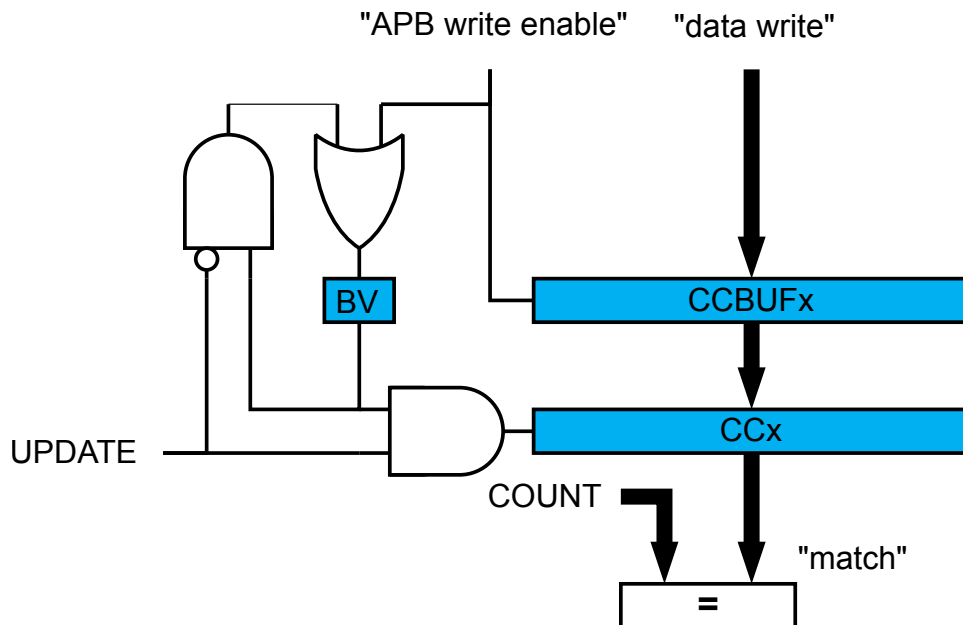 "APB write enable" "data write"
BV
CCBUFx
CCx
UPDATE
COUNT
"match"
=